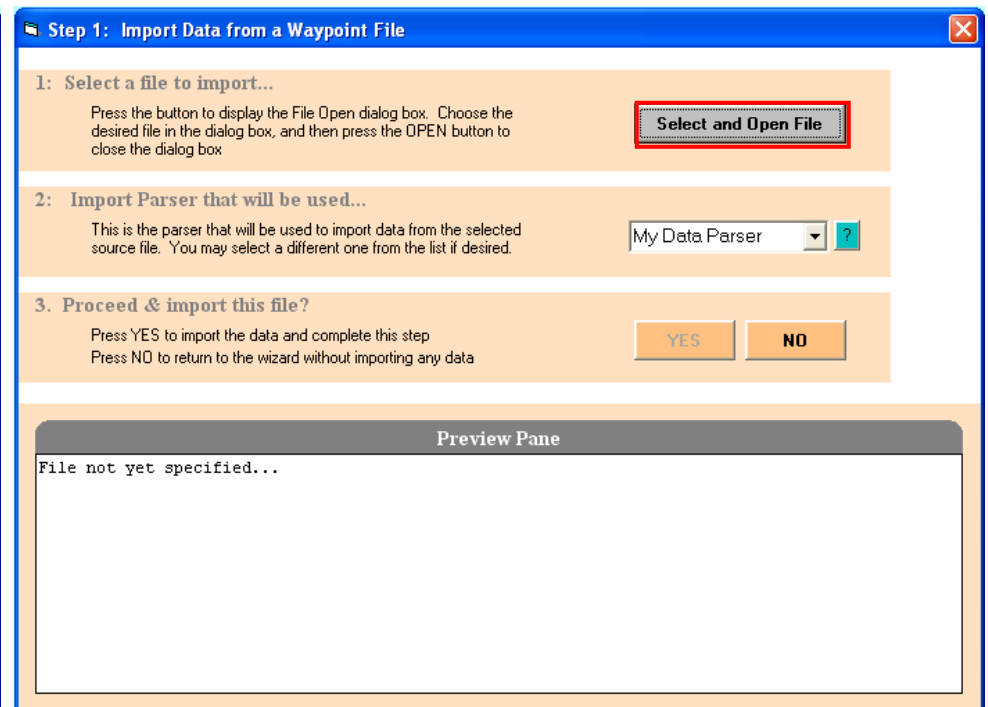 Step 1: Import Data from a Waypoint File
1: Select a file to import...
Press the button to display the File Open dialog box. Choose the
desired file in the dialog box, and then press the OPEN button to
close the dialog box
Select and Open File
2: Import Parser that will be used...
This is the parser that will be used to import data from the selected
source file. You may select a different one from the list if desired.
My Data Parser
?
3. Proceed & import this file?
Press YES to import the data and complete this step
Press NO to return to the wizard without importing any data
YES
NO
Preview Pane
File not yet specified...